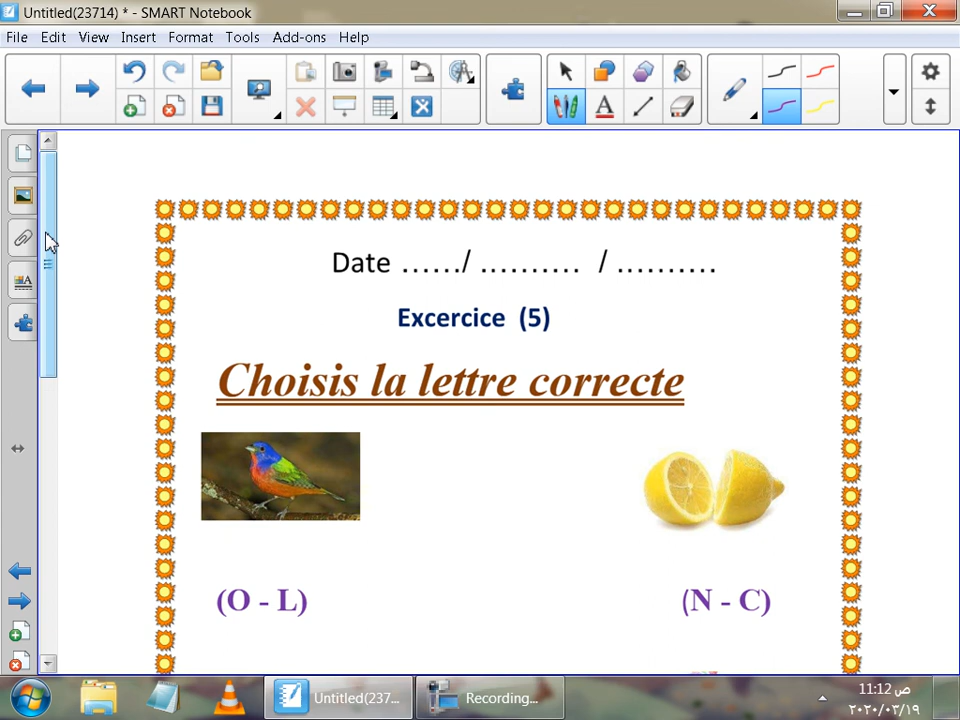 Untitled(23714) * - SMART Notebook
File Edit View Insert Format Tools Add-ons Help
Date ……/ ………. / ……….
Excercice (5)
Choisis la lettre correcte
(O - L) (N - C)
Untitled(237... Recording...
11:12 ص
٢٠٢٠/٠٣/١٩